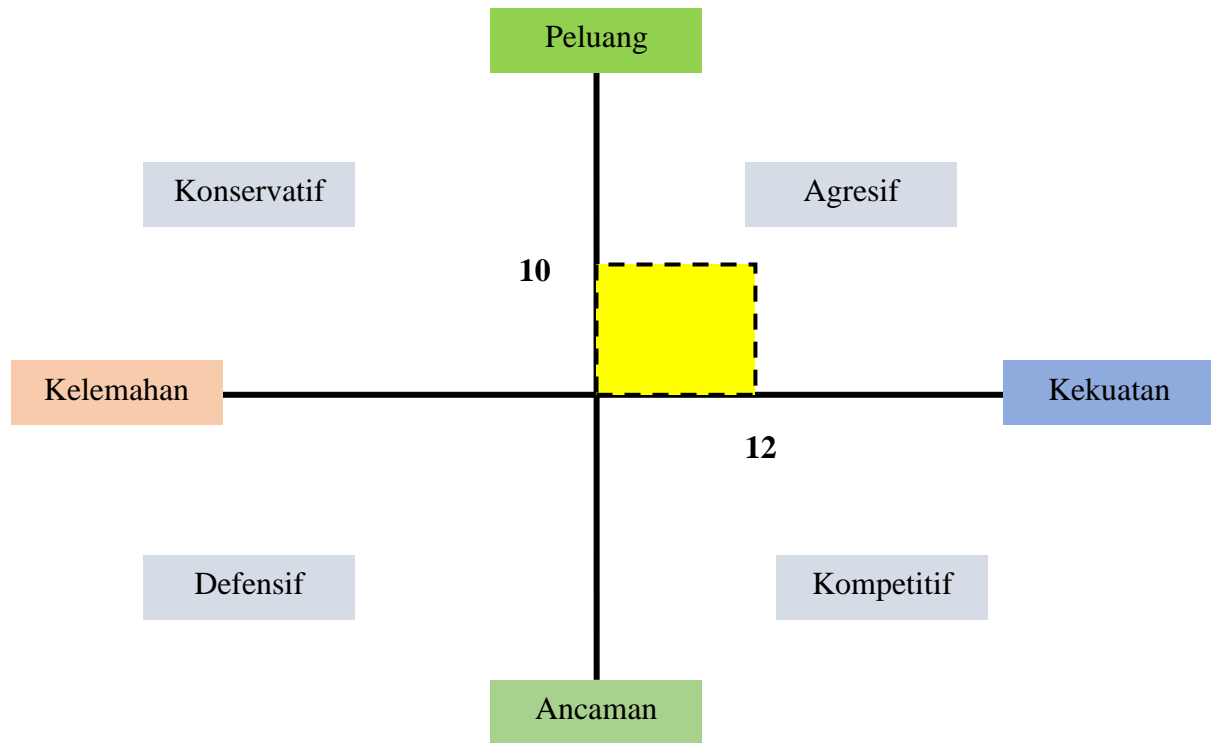 Peluang
Konservatif
Agresif
10
Kelemahan
Kekuatan
12
Defensif
Kompetitif
Ancaman